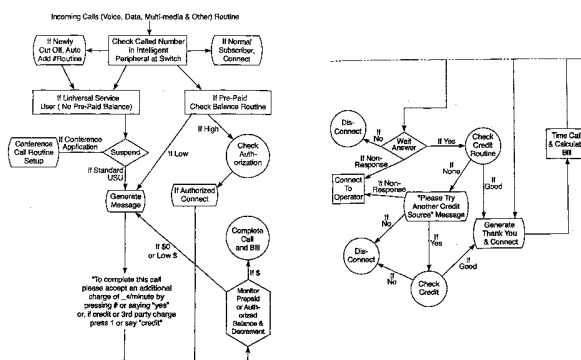 Incoming Calls (Voice, Data, Multi-media & Other) Routine
If Newly
Cut Off, Auto
Add #Routine
Check Called Number
in Intelligent
Peripheral at Switch
If Normal
Subscriber,
Connect
If Universal Service
User ( No Pre-Paid Balance)
If Pre-Paid
Check Balance Routine
Conference
Call Routine
Setup
If Conference
Application
Suspend
If Standard
USU
If Low
If High
Check
Auth-
orization
If Authorized
Connect
Generate
Message
If $0
or Low $
Complete
Call
and Bill
If $
Monitor
Prepaid
or Auth-
orized
Balance &
Decrement
"To complete this call
please accept an additional
charge of _¢/minute by
pressing # or saying "yes"
or, if credit or 3rd party charge
press 1 or say "credit"
Dis-
Connect
If
No
Wait
Answer
If Yes
Check
Credit
Routine
If Non-
Response
Connect
To
Operator
If Non-
Response
If
None
If
Good
"Please Try
Another Credit
Source" Message
If
No
If
Yes
Dis-
Connect
If
No
Check
Credit
If
Good
Generate
Thank You
& Connect
Time Call
& Calculat
Bill